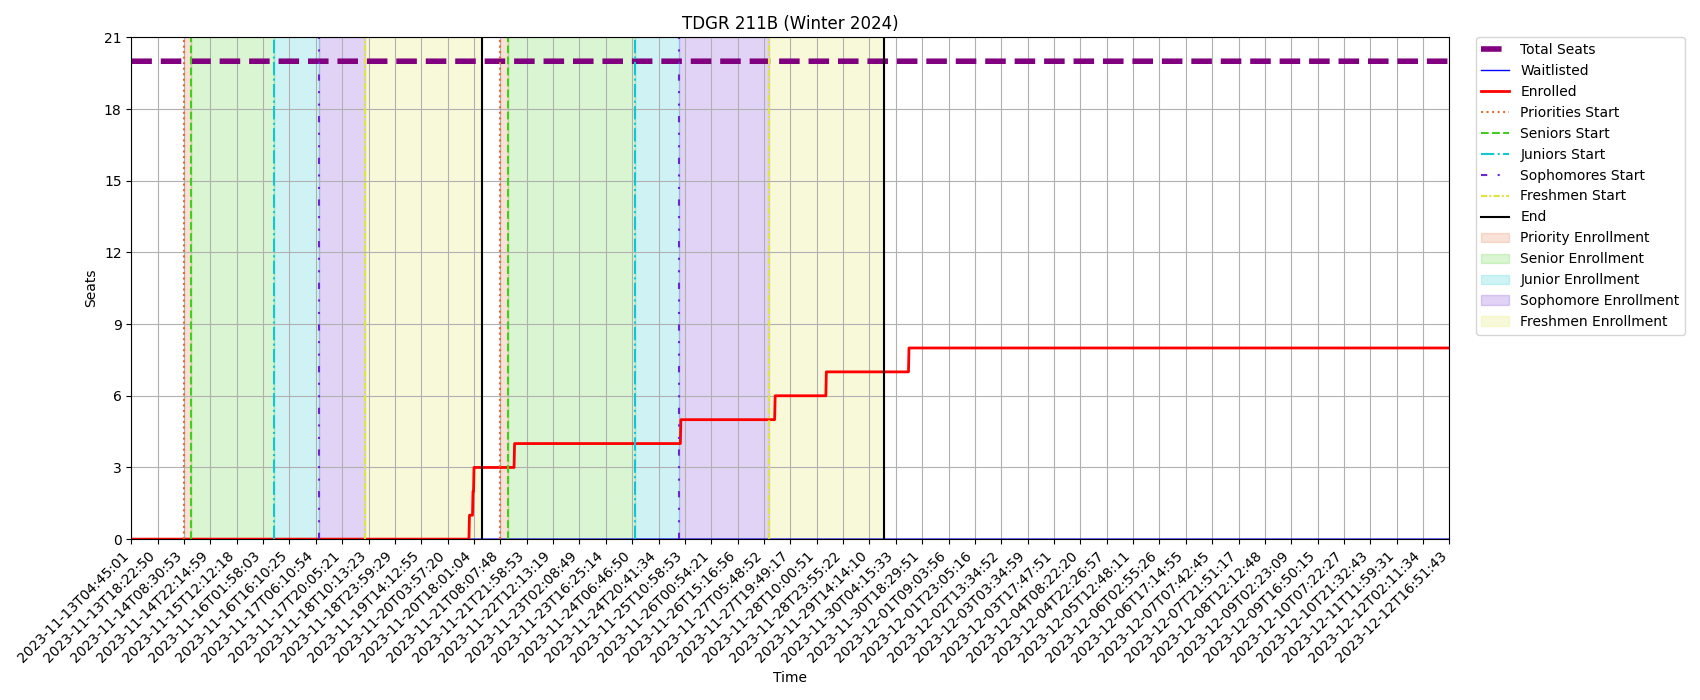 TDGR 211B (Winter 2024)
Seats
21
18
15
12
9
6
3
0
2023-11-13T04:45:01
2023-11-13T18:22:50
2023-11-14T08:30:53
2023-11-14T22:14:59
2023-11-15T12:12:18
2023-11-16T01:58:03
2023-11-16T16:10:25
2023-11-17T06:10:54
2023-11-17T20:05:21
2023-11-18T10:13:23
2023-11-18T23:59:29
2023-11-19T14:12:55
2023-11-20T03:57:20
2023-11-20T18:01:04
2023-11-21T08:07:48
2023-11-21T21:58:53
2023-11-22T12:13:19
2023-11-23T02:08:49
2023-11-23T16:25:14
2023-11-24T06:46:50
2023-11-24T20:41:34
2023-11-25T10:58:53
2023-11-26T00:54:21
2023-11-26T15:16:56
2023-11-27T05:48:52
2023-11-27T19:49:17
2023-11-28T10:00:51
2023-11-28T23:55:22
2023-11-29T14:14:10
2023-11-30T04:15:33
2023-11-30T18:29:51
2023-12-01T09:03:56
2023-12-01T23:05:16
2023-12-02T13:34:52
2023-12-03T03:34:59
2023-12-03T17:47:51
2023-12-04T08:22:20
2023-12-04T22:26:57
2023-12-05T12:48:11
2023-12-06T02:55:26
2023-12-06T17:14:55
2023-12-07T07:42:45
2023-12-07T21:51:17
2023-12-08T12:12:48
2023-12-09T02:23:09
2023-12-09T16:50:15
2023-12-10T07:22:27
2023-12-10T21:32:43
2023-12-11T11:59:31
2023-12-12T02:11:34
2023-12-12T16:51:43
Time
Total Seats
Waitlisted
Enrolled
Priorities Start
Seniors Start
Juniors Start
Sophomores Start
Freshmen Start
End
Priority Enrollment
Senior Enrollment
Junior Enrollment
Sophomore Enrollment
Freshmen Enrollment